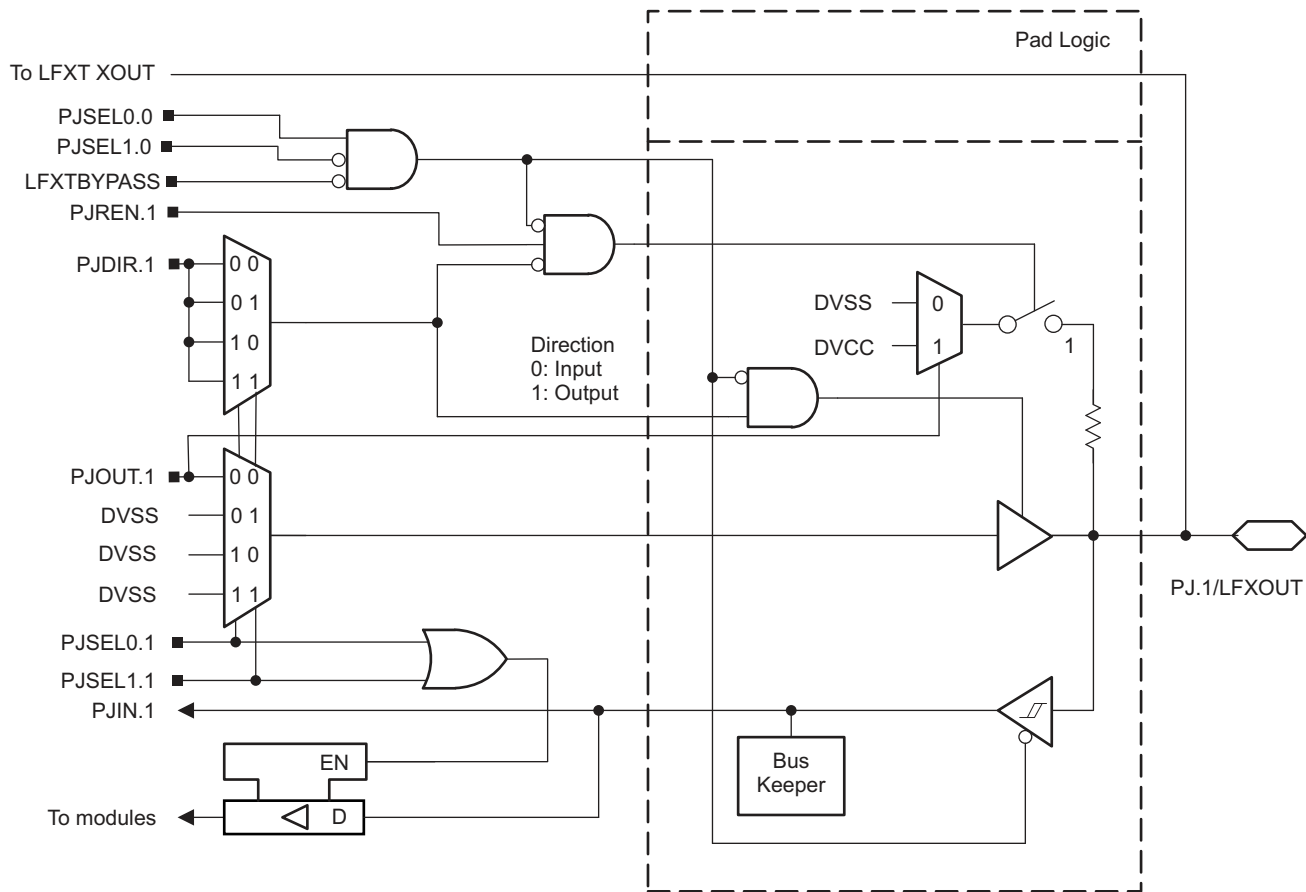 Pad Logic
To LFXT XOUT
PJSEL0.0
PJSEL1.0
LFXTBYPASS
PJREN.1
PJDIR.1
0 0
0 1
1 0
1 1
Direction
0: Input
1: Output
DVSS
0
DVCC
1
1
PJOUT.1
0 0
DVSS
0 1
DVSS
1 0
DVSS
1 1
PJ.1/LFXOUT
PJSEL0.1
PJSEL1.1
PJIN.1
Bus
Keeper
EN
To modules
D